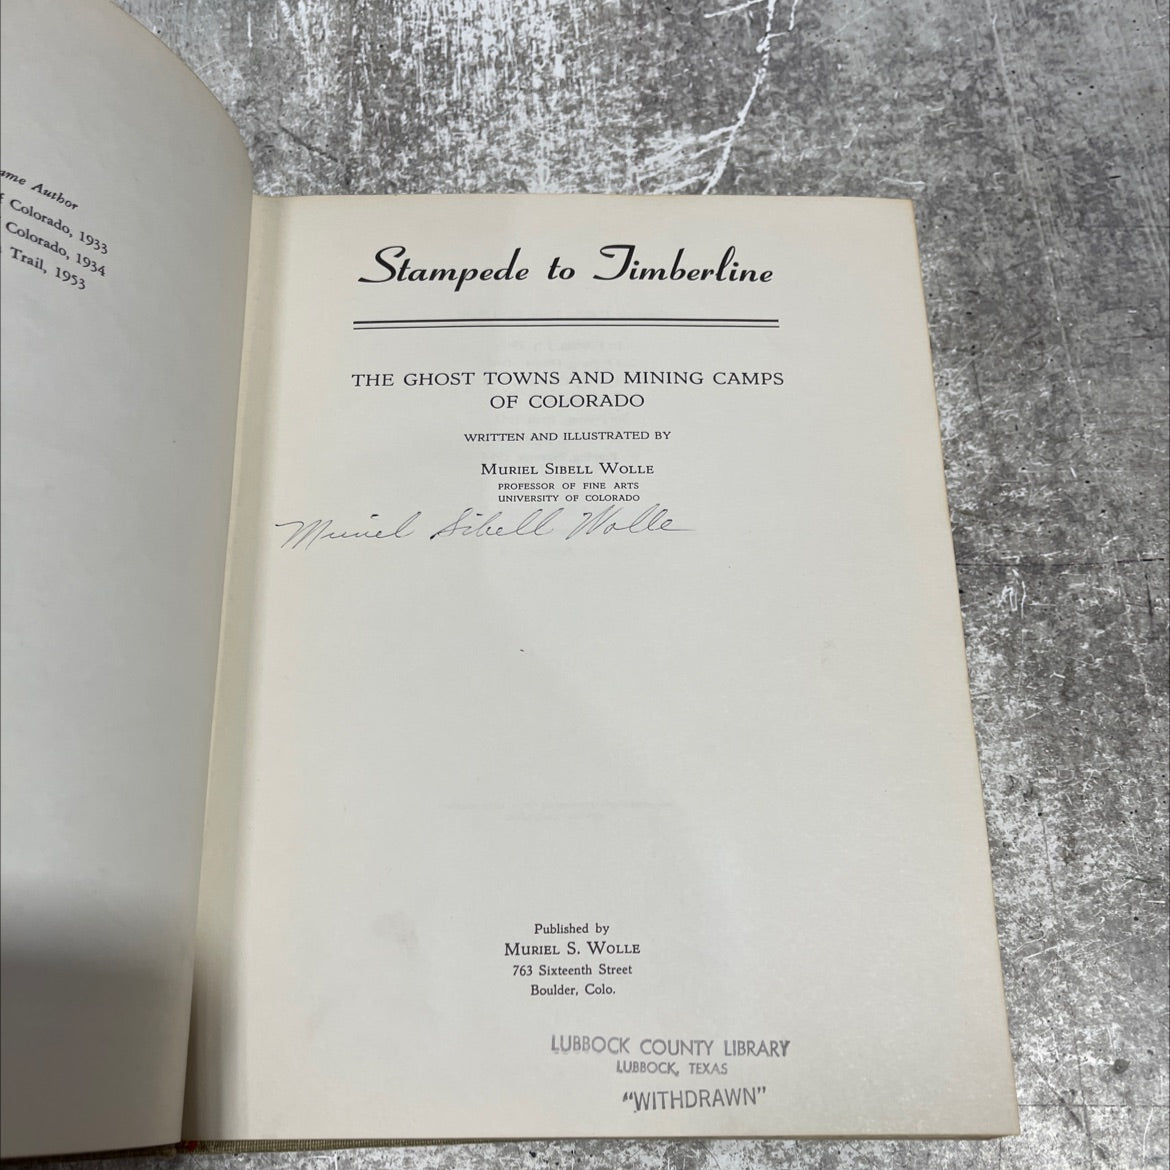 ame Author
Colorado, 1933
Colorado, 1934
Trail, 1953
Stampede to Timberline
THE GHOST TOWNS AND MINING CAMPS
OF COLORADO
WRITTEN AND ILLUSTRATED BY
MURIEL SIBELL WOLLE
PROFESSOR OF FINE ARTS
UNIVERSITY OF COLORADO
Muriel Sibell Wolle
Published by
MURIEL S. WOLLE
763 Sixteenth Street
Boulder, Colo.
LUBBOCK COUNTY LIBRARY
LUBBOCK, TEXAS
"WITHDRAWN"